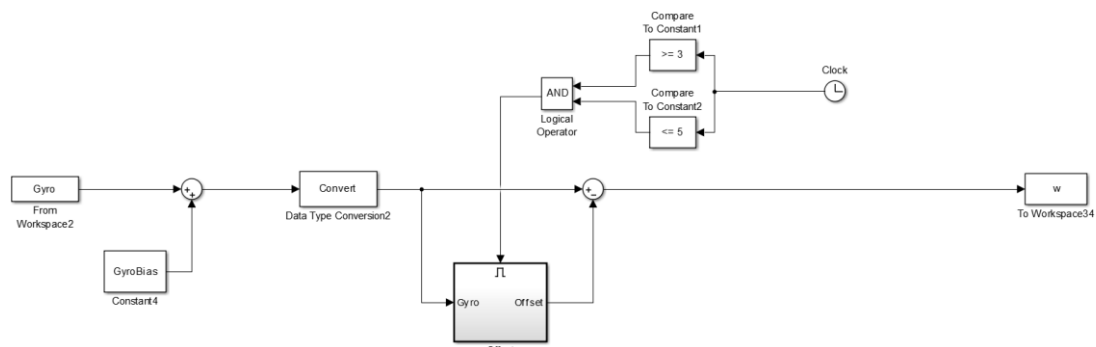 Compare
To Constant1
>= 3
Clock
AND
Logical
Operator
Compare
To Constant2
<= 5
Gyro
From
Workspace2
+
+
Convert
Data Type Conversion2
+
−
w
To Workspace34
GyroBias
Constant4
Gyro
Offset